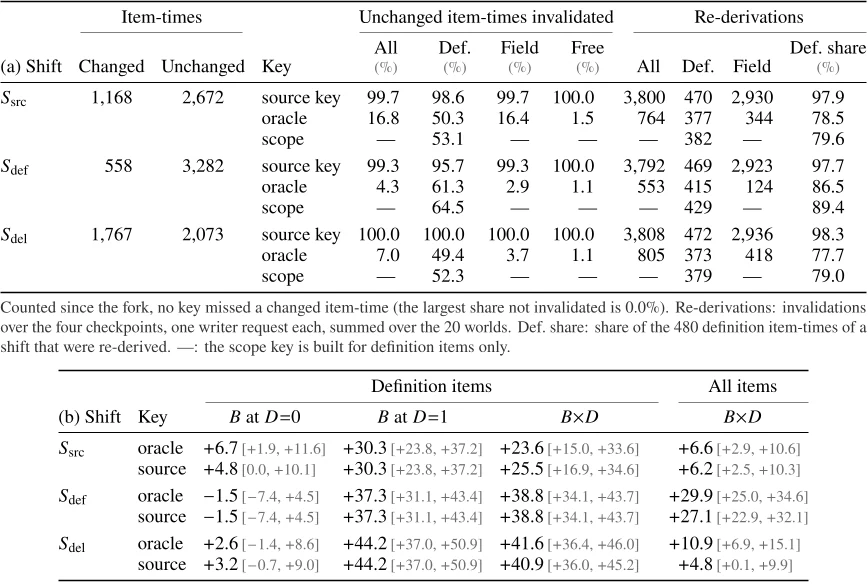 Item-times Unchanged item-times invalidated Re-derivations
All Def. Field Free Def. share
(a) Shift Changed Unchanged Key (%) (%) (%) (%) All Def. Field (%)
S_src 1,168 2,672 source key 99.7 98.6 99.7 100.0 3,800 470 2,930 97.9
oracle 16.8 50.3 16.4 1.5 764 377 344 78.5
scope — 53.1 — — — 382 — 79.6
S_def 558 3,282 source key 99.3 95.7 99.3 100.0 3,792 469 2,923 97.7
oracle 4.3 61.3 2.9 1.1 553 415 124 86.5
scope — 64.5 — — — 429 — 89.4
S_del 1,767 2,073 source key 100.0 100.0 100.0 100.0 3,808 472 2,936 98.3
oracle 7.0 49.4 3.7 1.1 805 373 418 77.7
scope — 52.3 — — — 379 — 79.0
Counted since the fork, no key missed a changed item-time (the largest share not invalidated is 0.0%). Re-derivations: invalidations
over the four checkpoints, one writer request each, summed over the 20 worlds. Def. share: share of the 480 definition item-times of a
shift that were re-derived. —: the scope key is built for definition items only.
Definition items All items
(b) Shift Key B at D=0 B at D=1 B×D B×D
S_src oracle +6.7 [+1.9, +11.6] +30.3 [+23.8, +37.2] +23.6 [+15.0, +33.6] +6.6 [+2.9, +10.6]
source +4.8 [0.0, +10.1] +30.3 [+23.8, +37.2] +25.5 [+16.9, +34.6] +6.2 [+2.5, +10.3]
S_def oracle −1.5 [−7.4, +4.5] +37.3 [+31.1, +43.4] +38.8 [+34.1, +43.7] +29.9 [+25.0, +34.6]
source −1.5 [−7.4, +4.5] +37.3 [+31.1, +43.4] +38.8 [+34.1, +43.7] +27.1 [+22.9, +32.1]
S_del oracle +2.6 [−1.4, +8.6] +44.2 [+37.0, +50.9] +41.6 [+36.4, +46.0] +10.9 [+6.9, +15.1]
source +3.2 [−0.7, +9.0] +44.2 [+37.0, +50.9] +40.9 [+36.0, +45.2] +4.8 [+0.1, +9.9]